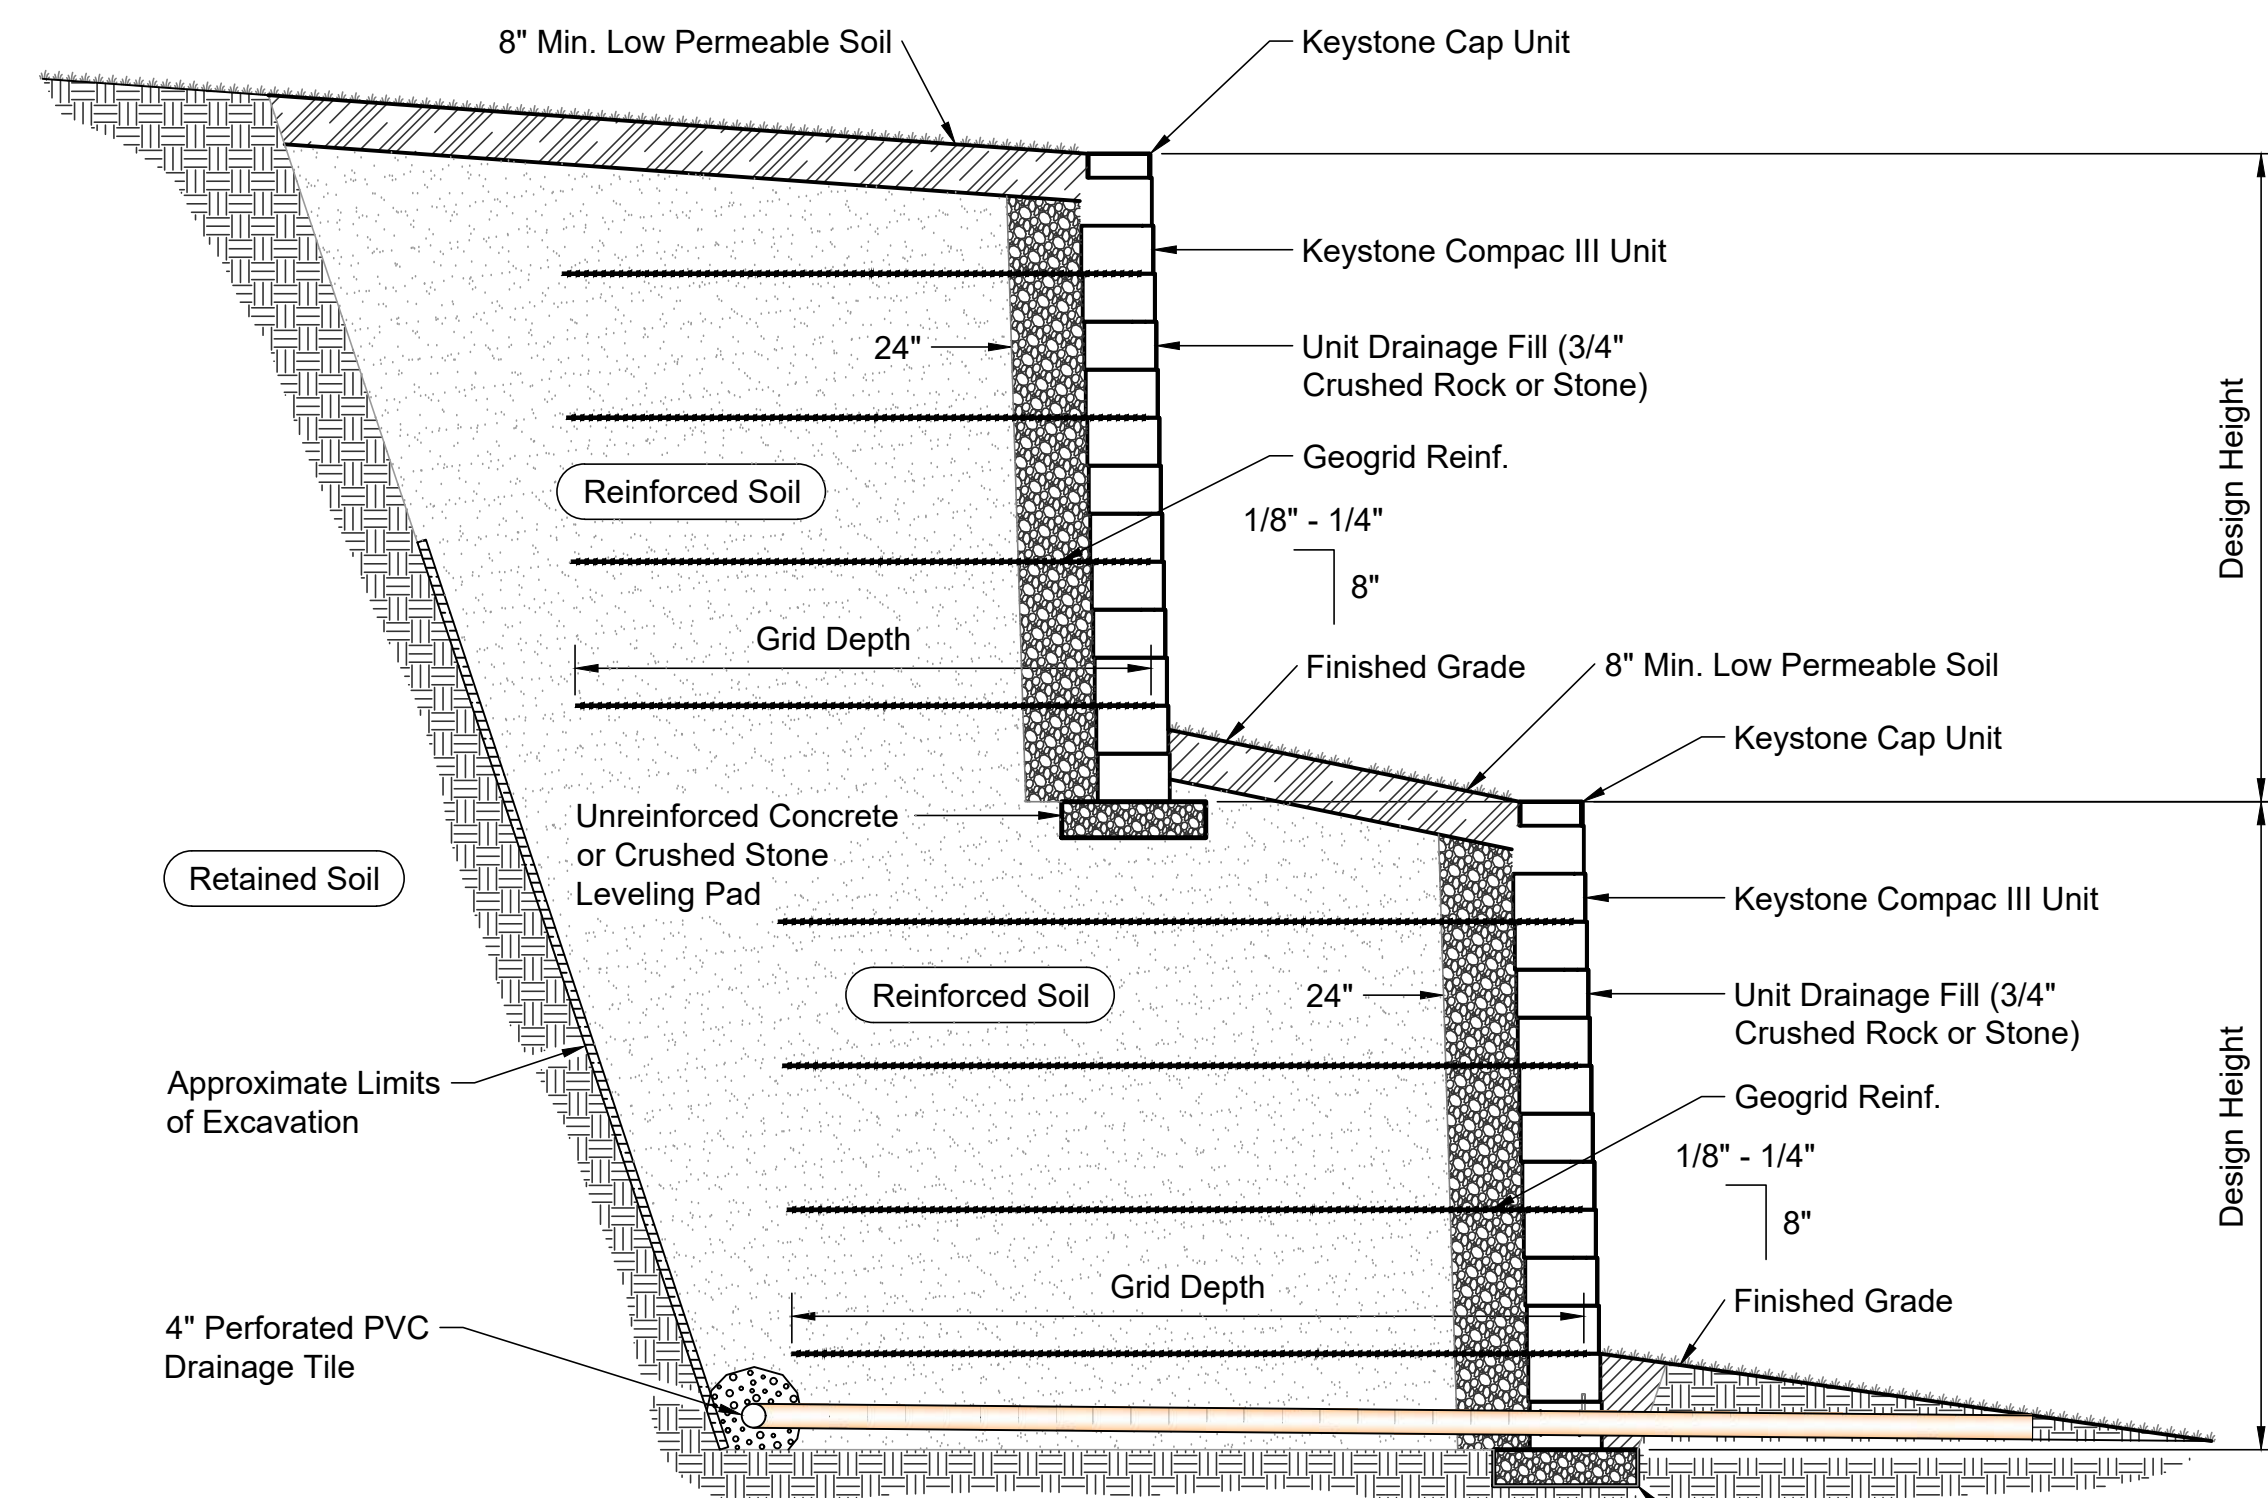 8" Min. Low Permeable Soil
Keystone Cap Unit
Keystone Compac III Unit
24"
Unit Drainage Fill (3/4"
Crushed Rock or Stone)
Design Height
Geogrid Reinf.
Reinforced Soil
1/8" - 1/4"
8"
Grid Depth
Finished Grade
8" Min. Low Permeable Soil
Keystone Cap Unit
Unreinforced Concrete
or Crushed Stone
Leveling Pad
Retained Soil
Keystone Compac III Unit
Reinforced Soil
24"
Unit Drainage Fill (3/4"
Crushed Rock or Stone)
Design Height
Approximate Limits
of Excavation
Geogrid Reinf.
1/8" - 1/4"
8"
Grid Depth
Finished Grade
4" Perforated PVC
Drainage Tile